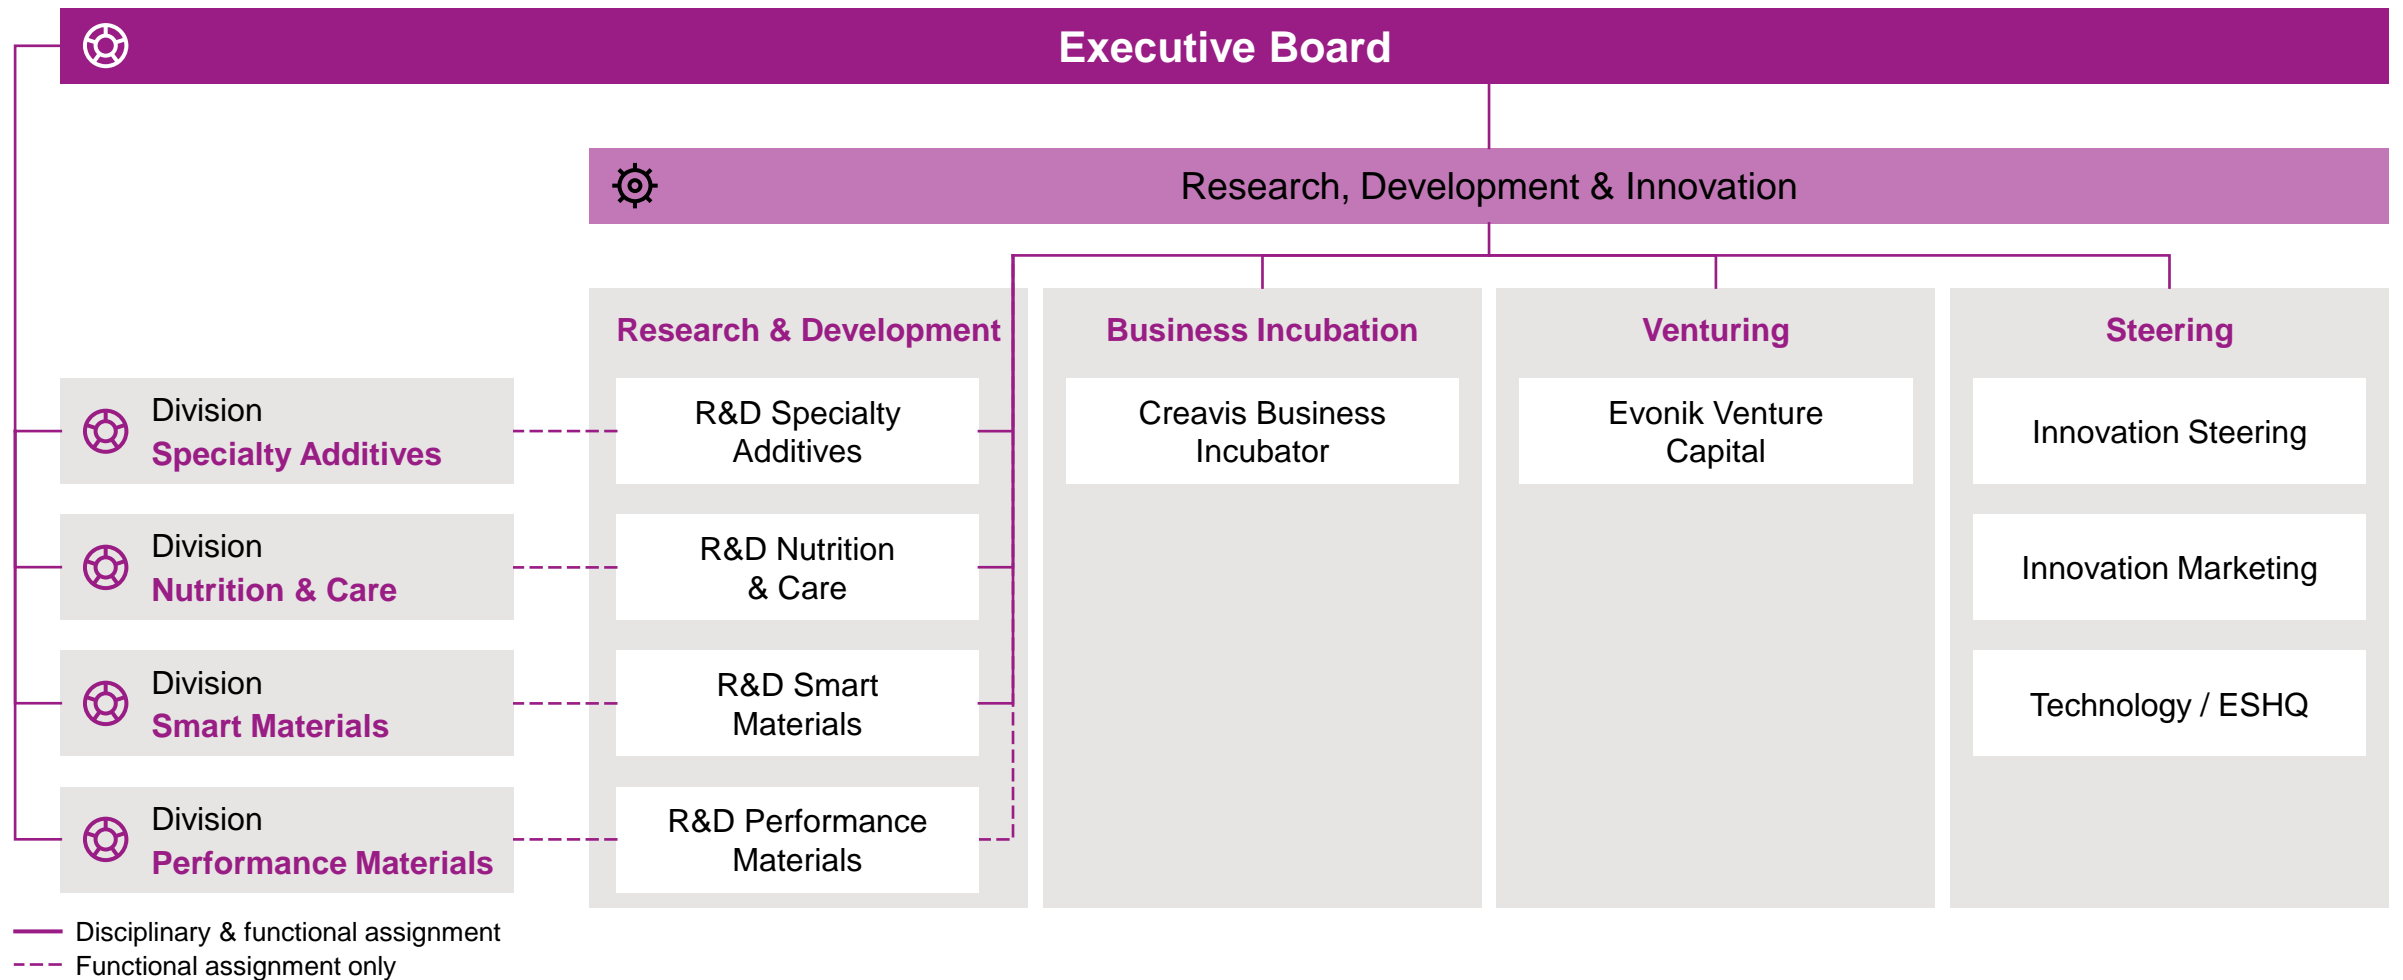 Executive Board
Research, Development & Innovation
Research & Development
Business Incubation
Venturing
Steering
Division
Specialty Additives
R&D Specialty
Additives
Creavis Business
Incubator
Evonik Venture
Capital
Innovation Steering
Division
Nutrition & Care
R&D Nutrition
& Care
Innovation Marketing
Division
Smart Materials
R&D Smart
Materials
Technology / ESHQ
Division
Performance Materials
R&D Performance
Materials
Disciplinary & functional assignment
Functional assignment only